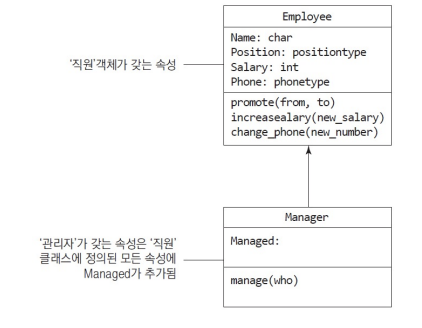 Employee
Name: char
Position: positiontype
Salary: int
Phone: phonetype
'직원'객체가 갖는 속성
promote(from, to)
increasealary(new_salary)
change_phone(new_number)
Manager
Managed:
'관리자'가 갖는 속성은 '직원'
클래스에 정의된 모든 속성에
Managed가 추가됨
manage(who)